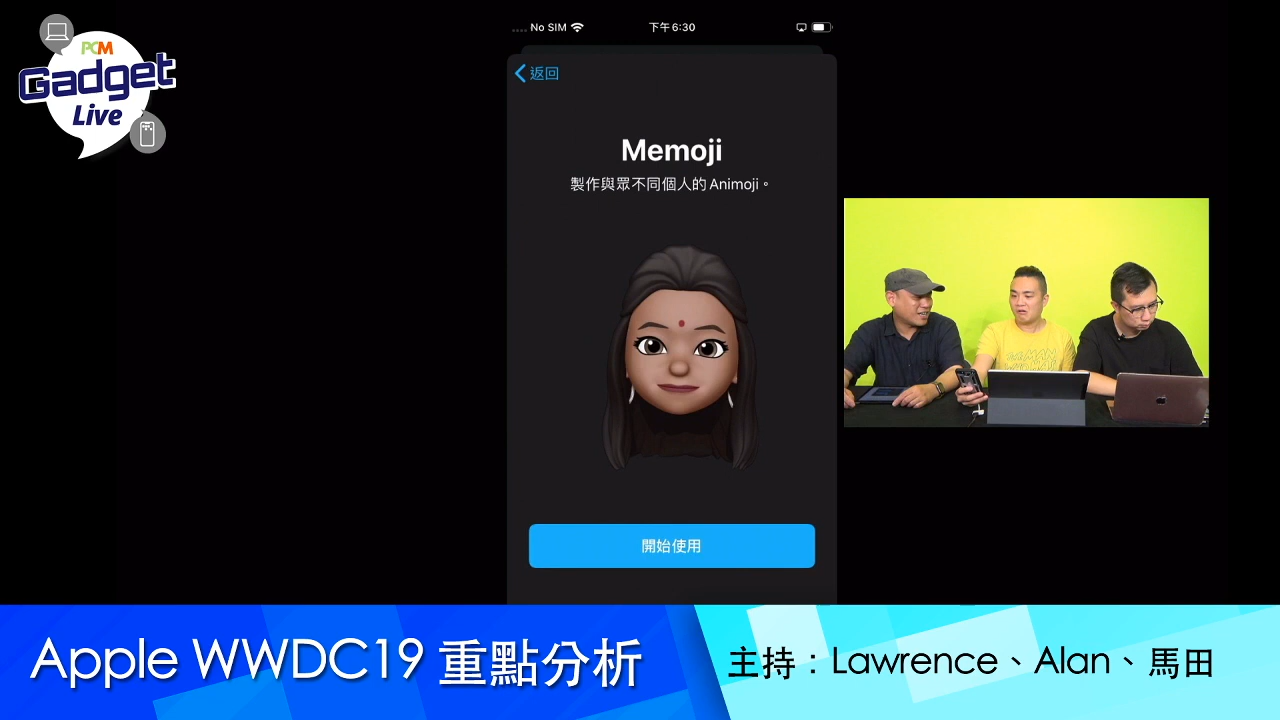 PCM
Gadget
Live
No SIM
下午6:30
返回
Memoji
製作與眾不同個人的 Animoji。
開始使用
Apple WWDC19 重點分析
主持：Lawrence、Alan、馬田